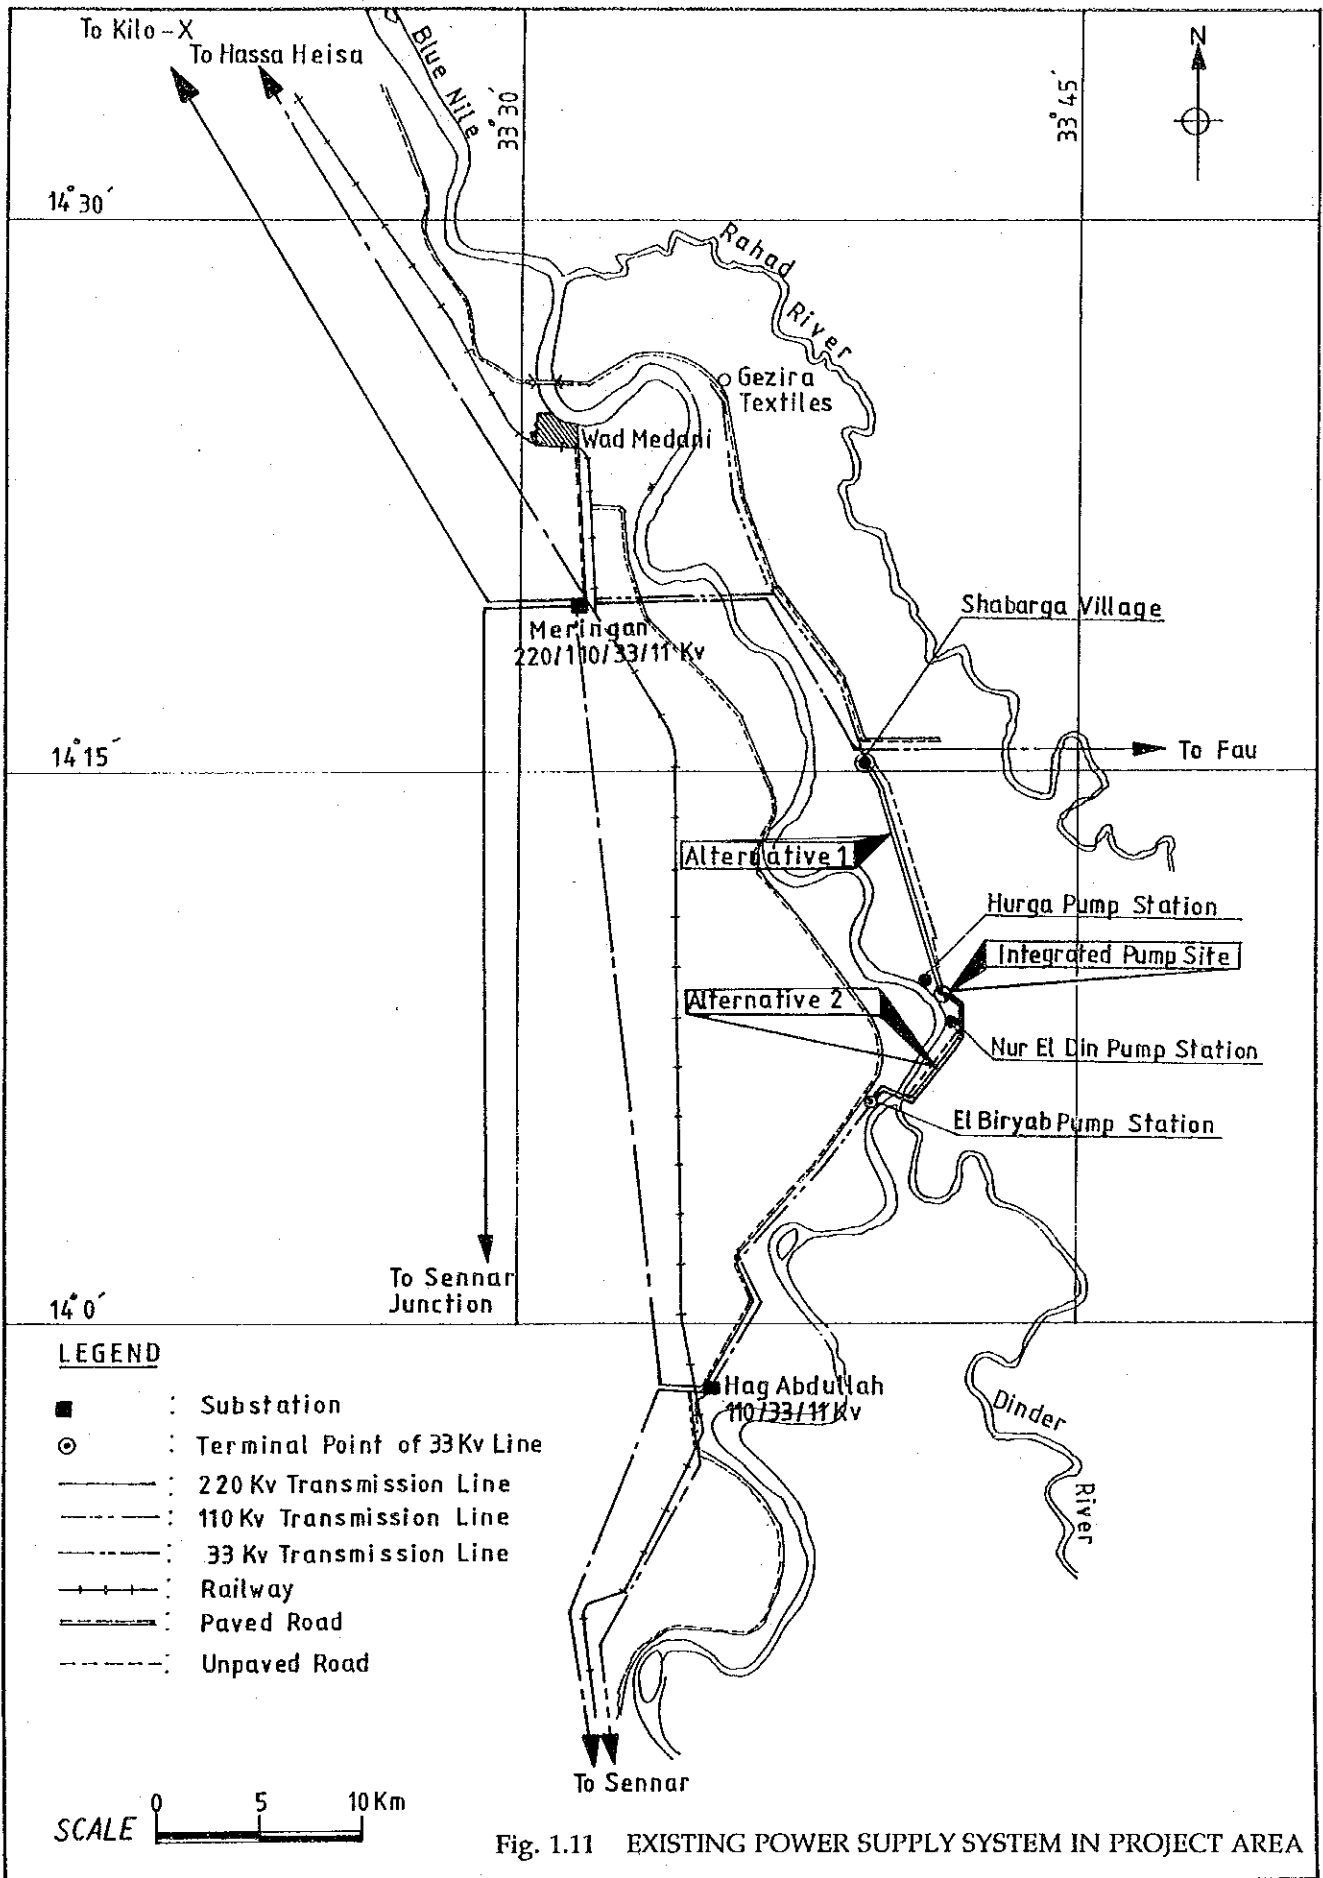 To Kilo-X
To Hassa Heisa
Blue Nile
33°30′
33°45′
N
14°30′
Rahad
River
Gezira
Textiles
Wad Medani
Shabarga Village
Meringan
220/110/33/11 Kv
14°15′
To Fau
Alternative 1
Hurga Pump Station
Integrated Pump Site
Alternative 2
Nur El Din Pump Station
El Biryab Pump Station
To Sennar
Junction
14°0′
LEGEND
: Substation
: Terminal Point of 33Kv Line
: 220 Kv Transmission Line
: 110 Kv Transmission Line
: 33 Kv Transmission Line
: Railway
: Paved Road
: Unpaved Road
Hag Abdullah
110/33/11 Kv
Dinder
River
To Sennar
SCALE 0 5 10 Km
Fig. 1.11 EXISTING POWER SUPPLY SYSTEM IN PROJECT AREA